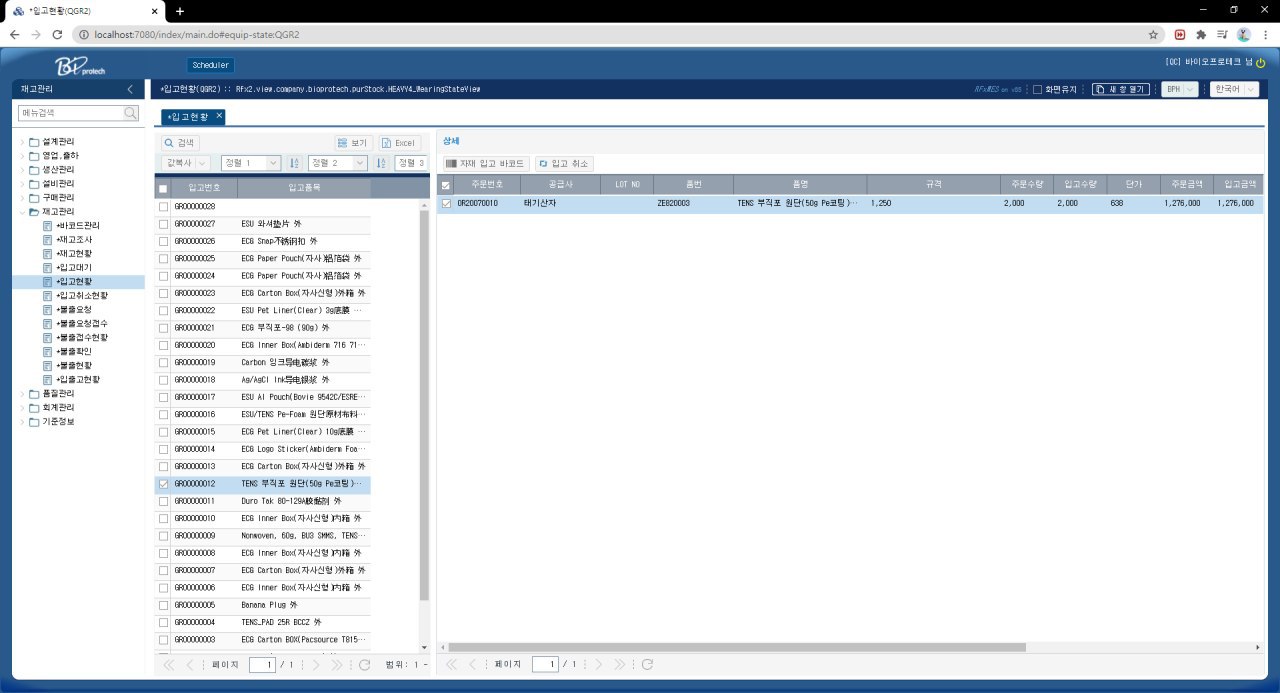 *입고현황(QGR2)
localhost:7080/index/main.do#equip-state:QGR2
BPprotech
Scheduler
[QC] 바이오프로테크 님
재고관리
*입고현황(QGR2) :: RFx2.view.company.bioprotech.purStock.HEAVY4_WearingStateView
RFxMES on v85
화면유지
새 창 열기
BPH
한국어
메뉴검색
설계관리
영업.출하
생산관리
설비관리
구매관리
재고관리
*바코드관리
*재고조사
*재고현황
*입고대기
*입고현황
*입고취소현황
*불출요청
*불출요청접수
*불출접수현황
*불출확인
*불출현황
*입출고현황
품질관리
회계관리
기준정보
*입고현황
검색
보기
Excel
값복사
정렬 1
정렬 2
정렬 3
입고번호 입고품목
GR00000028
GR00000027 ESU 와셔垫片 外
GR00000026 ECG Snap不锈钢扣 外
GR00000025 ECG Paper Pouch(자사)铝箔袋 外
GR00000024 ECG Paper Pouch(자사)铝箔袋 外
GR00000023 ECG Carton Box(자사신형)外箱 外
GR00000022 ESU Pet Liner(Clear) 3g底膜 ···
GR00000021 ECG 부직포-98 (90g) 外
GR00000020 ECG Inner Box(Ambiderm 716 71···
GR00000019 Carbon 잉크导电碳浆 外
GR00000018 Ag/AgCl Ink导电银浆 外
GR00000017 ESU Al Pouch(Bovie 9542C/ESRE···
GR00000016 ESU/TENS Pe-Foam 원단原材布料···
GR00000015 ECG Pet Liner(Clear) 10g底膜 ···
GR00000014 ECG Logo Sticker(Ambiderm Foa···
GR00000013 ECG Carton Box(자사신형)外箱 外
GR00000012 TENS 부직포 원단(50g Pe코팅)···
GR00000011 Duro Tak 80-129A胶黏剂 外
GR00000010 ECG Inner Box(자사신형)内箱 外
GR00000009 Nonwoven, 60g, BU3 SMMS, TENS···
GR00000008 ECG Inner Box(자사신형)内箱 外
GR00000007 ECG Carton Box(자사신형)外箱 外
GR00000006 ECG Inner Box(자사신형)内箱 外
GR00000005 Banana Plug 外
GR00000004 TENS_PAD 25R BCCZ 外
GR00000003 ECG Carton BOX(Pacsource T815···
페이지 1 / 1
범위: 1 -
상세
자재 입고 바코드
입고 취소
주문번호 공급사 LOT NO 품번 품명 규격 주문수량 입고수량 단가 주문금액 입고금액
OR20070010 태기산자 ZE020003 TENS 부직포 원단(50g Pe코팅)··· 1,250 2,000 2,000 638 1,276,000 1,276,000
페이지 1 / 1